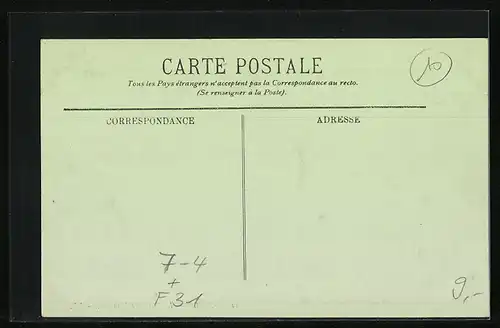 CARTE POSTALE
Tous les Pays étrangers n'acceptent pas la Correspondance au recto.
(Se renseigner a la Poste).
10
CORRESPONDANCE
ADRESSE
7-4
+
F 31
9,-